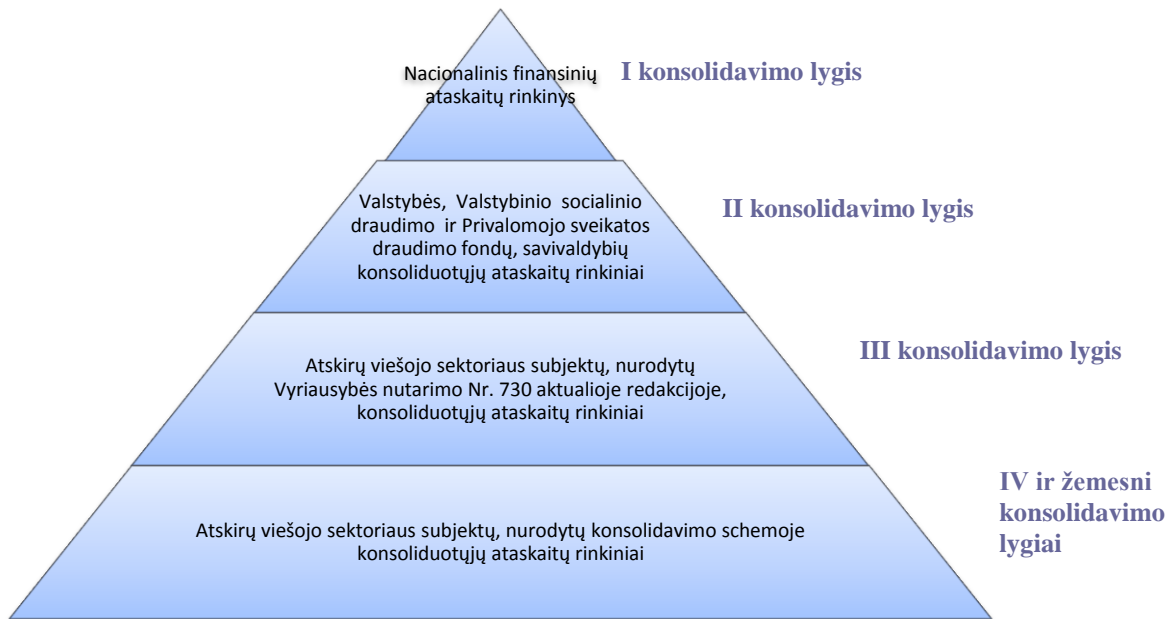 Nacionalinis finansinių
ataskaitų rinkinys
I konsolidavimo lygis
Valstybės, Valstybinio socialinio
draudimo ir Privalomojo sveikatos
draudimo fondų, savivaldybių
konsoliduotųjų ataskaitų rinkiniai
II konsolidavimo lygis
Atskirų viešojo sektoriaus subjektų, nurodytų
Vyriausybės nutarimo Nr. 730 aktualioje redakcijoje,
konsoliduotųjų ataskaitų rinkiniai
III konsolidavimo lygis
Atskirų viešojo sektoriaus subjektų, nurodytų konsolidavimo schemoje
konsoliduotųjų ataskaitų rinkiniai
IV ir žemesni
konsolidavimo
lygiai